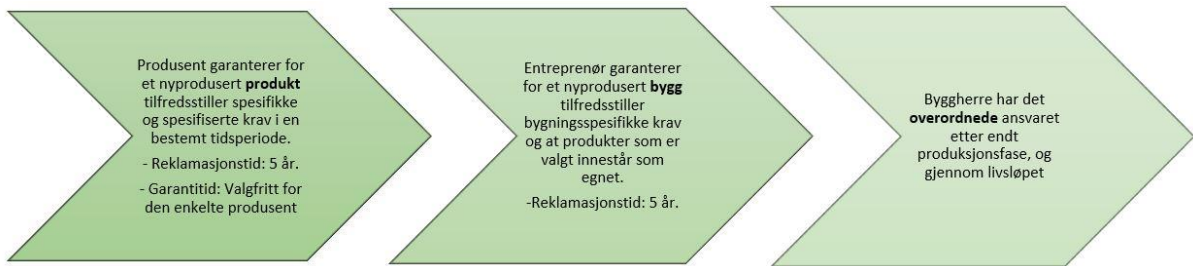 Produsent garanterer for
et nyprodusert produkt
tilfredsstiller spesifikke
og spesifiserte krav i en
bestemt tidsperiode.
- Reklamasjonstid: 5 år.
- Garantitid: Valgfritt for
den enkelte produsent
Entreprenør garanterer
for et nyprodusert bygg
tilfredsstiller
bygningsspesifikke krav
og at produkter som er
valgt innestår som
egnet.
-Reklamasjonstid: 5 år.
Byggherre har det
overordnede ansvaret
etter endt
produksjonsfase, og
gjennom livsløpet